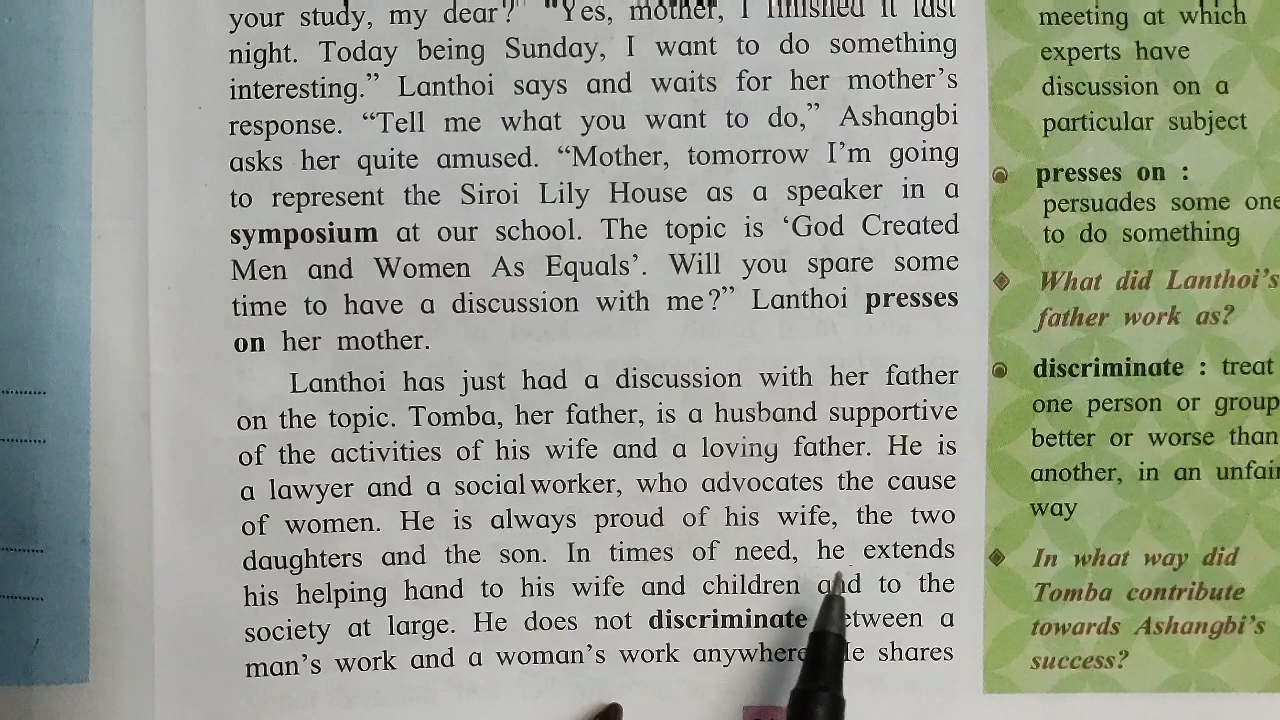 your study, my dear?" "Yes, mother, I finished it last
night. Today being Sunday, I want to do something
interesting." Lanthoi says and waits for her mother's
response. "Tell me what you want to do," Ashangbi
asks her quite amused. "Mother, tomorrow I'm going
to represent the Siroi Lily House as a speaker in a
symposium at our school. The topic is 'God Created
Men and Women As Equals'. Will you spare some
time to have a discussion with me?" Lanthoi presses
on her mother.
Lanthoi has just had a discussion with her father
on the topic. Tomba, her father, is a husband supportive
of the activities of his wife and a loving father. He is
a lawyer and a social worker, who advocates the cause
of women. He is always proud of his wife, the two
daughters and the son. In times of need, he extends
his helping hand to his wife and children and to the
society at large. He does not discriminate between a
man's work and a woman's work anywhere. He shares
meeting at which
experts have
discussion on a
particular subject
presses on :
persuades some one
to do something
What did Lanthoi's
father work as?
discriminate : treat
one person or group
better or worse than
another, in an unfair
way
In what way did
Tomba contribute
towards Ashangbi's
success?